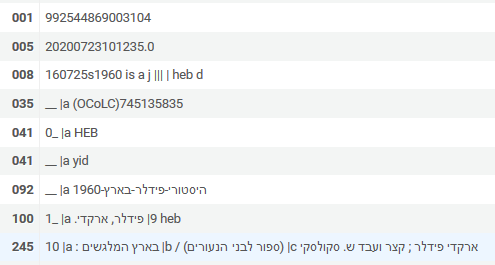 001 992544869003104
005 20200723101235.0
008 160725s1960 is a j ||| | heb d
035 __ |a (OCoLC)745135835
041 0_ |a HEB
041 __ |a yid
092 __ |a היסטורי-פידלר-בארץ-1960
100 1_ |a פידלר, ארקדי. |9 heb
245 10 |a בארץ המלגשים : |b (ספור לבני הנעורים) / |c ארקדי פידלר ; קצר ועבד ש. סקולסקי